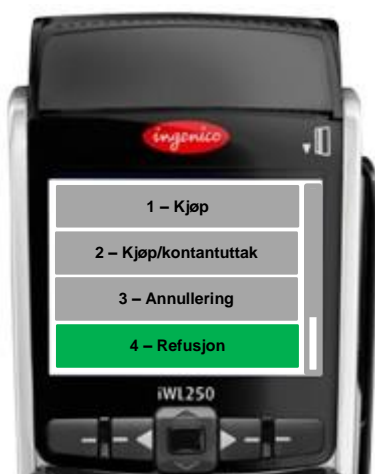 ingenico
1 – Kjøp
2 – Kjøp/kontantuttak
3 – Annullering
4 – Refusjon
iWL250